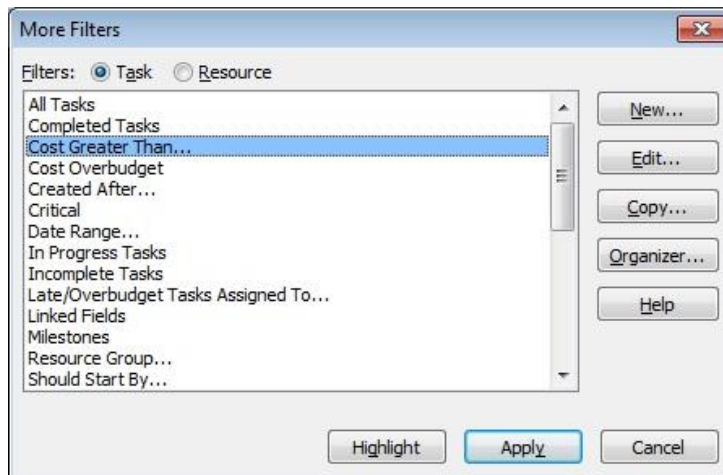 More Filters
Filters: Task Resource
All Tasks
Completed Tasks
Cost Greater Than...
Cost Overbudget
Created After...
Critical
Date Range...
In Progress Tasks
Incomplete Tasks
Late/Overbudget Tasks Assigned To...
Linked Fields
Milestones
Resource Group...
Should Start By...
New...
Edit...
Copy...
Organizer...
Help
Highlight Apply Cancel